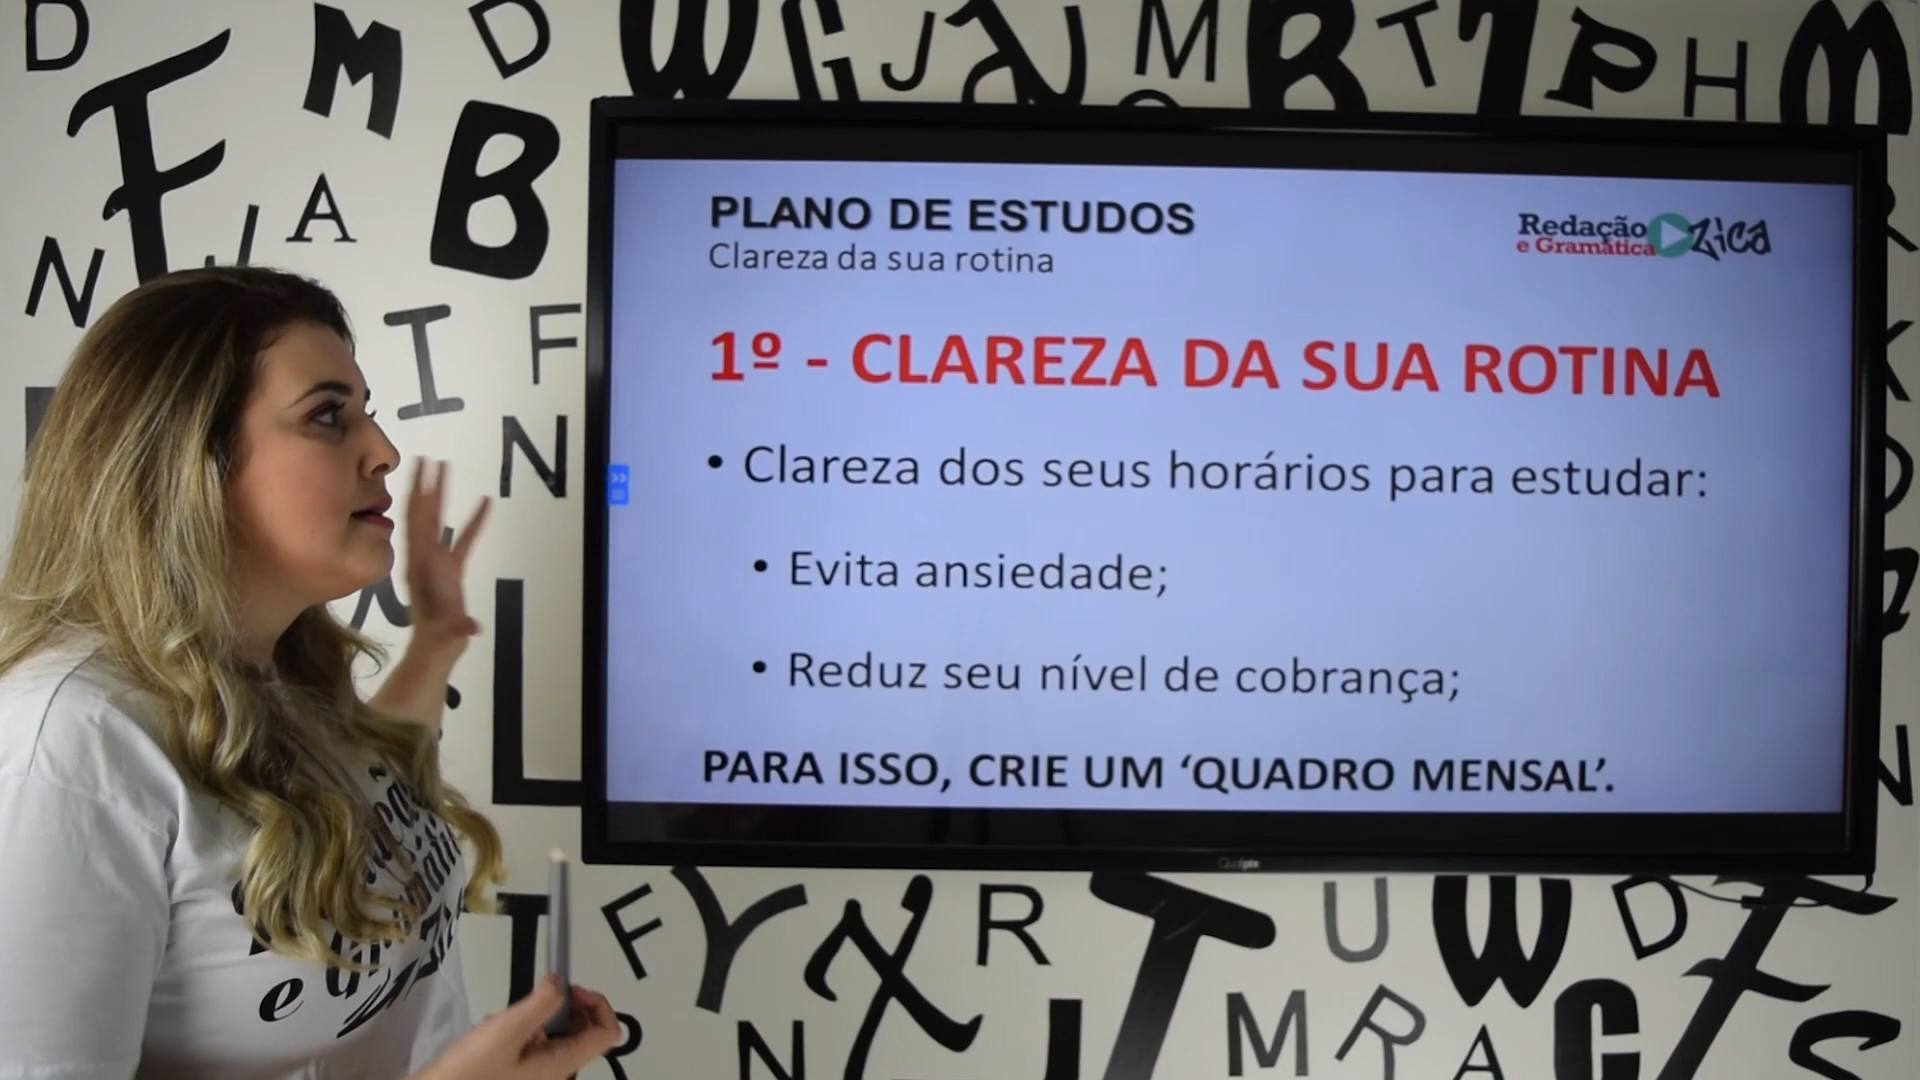 PLANO DE ESTUDOS
Clareza da sua rotina
Redação
e Gramática
Zica
1º - CLAREZA DA SUA ROTINA
• Clareza dos seus horários para estudar:
• Evita ansiedade;
• Reduz seu nível de cobrança;
PARA ISSO, CRIE UM ‘QUADRO MENSAL’.